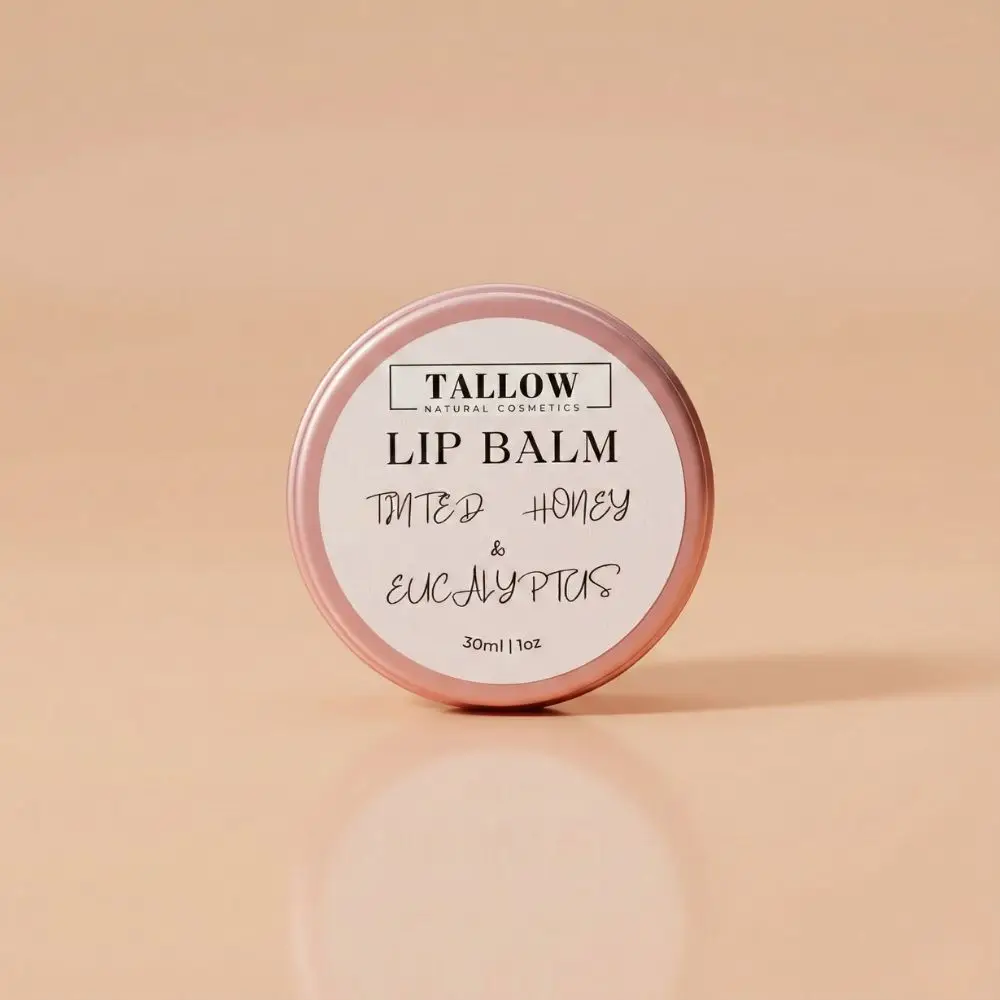 TALLOW
NATURAL COSMETICS
LIP BALM
TINTED HONEY
&
EUCALYPTUS
30ml | 1oz